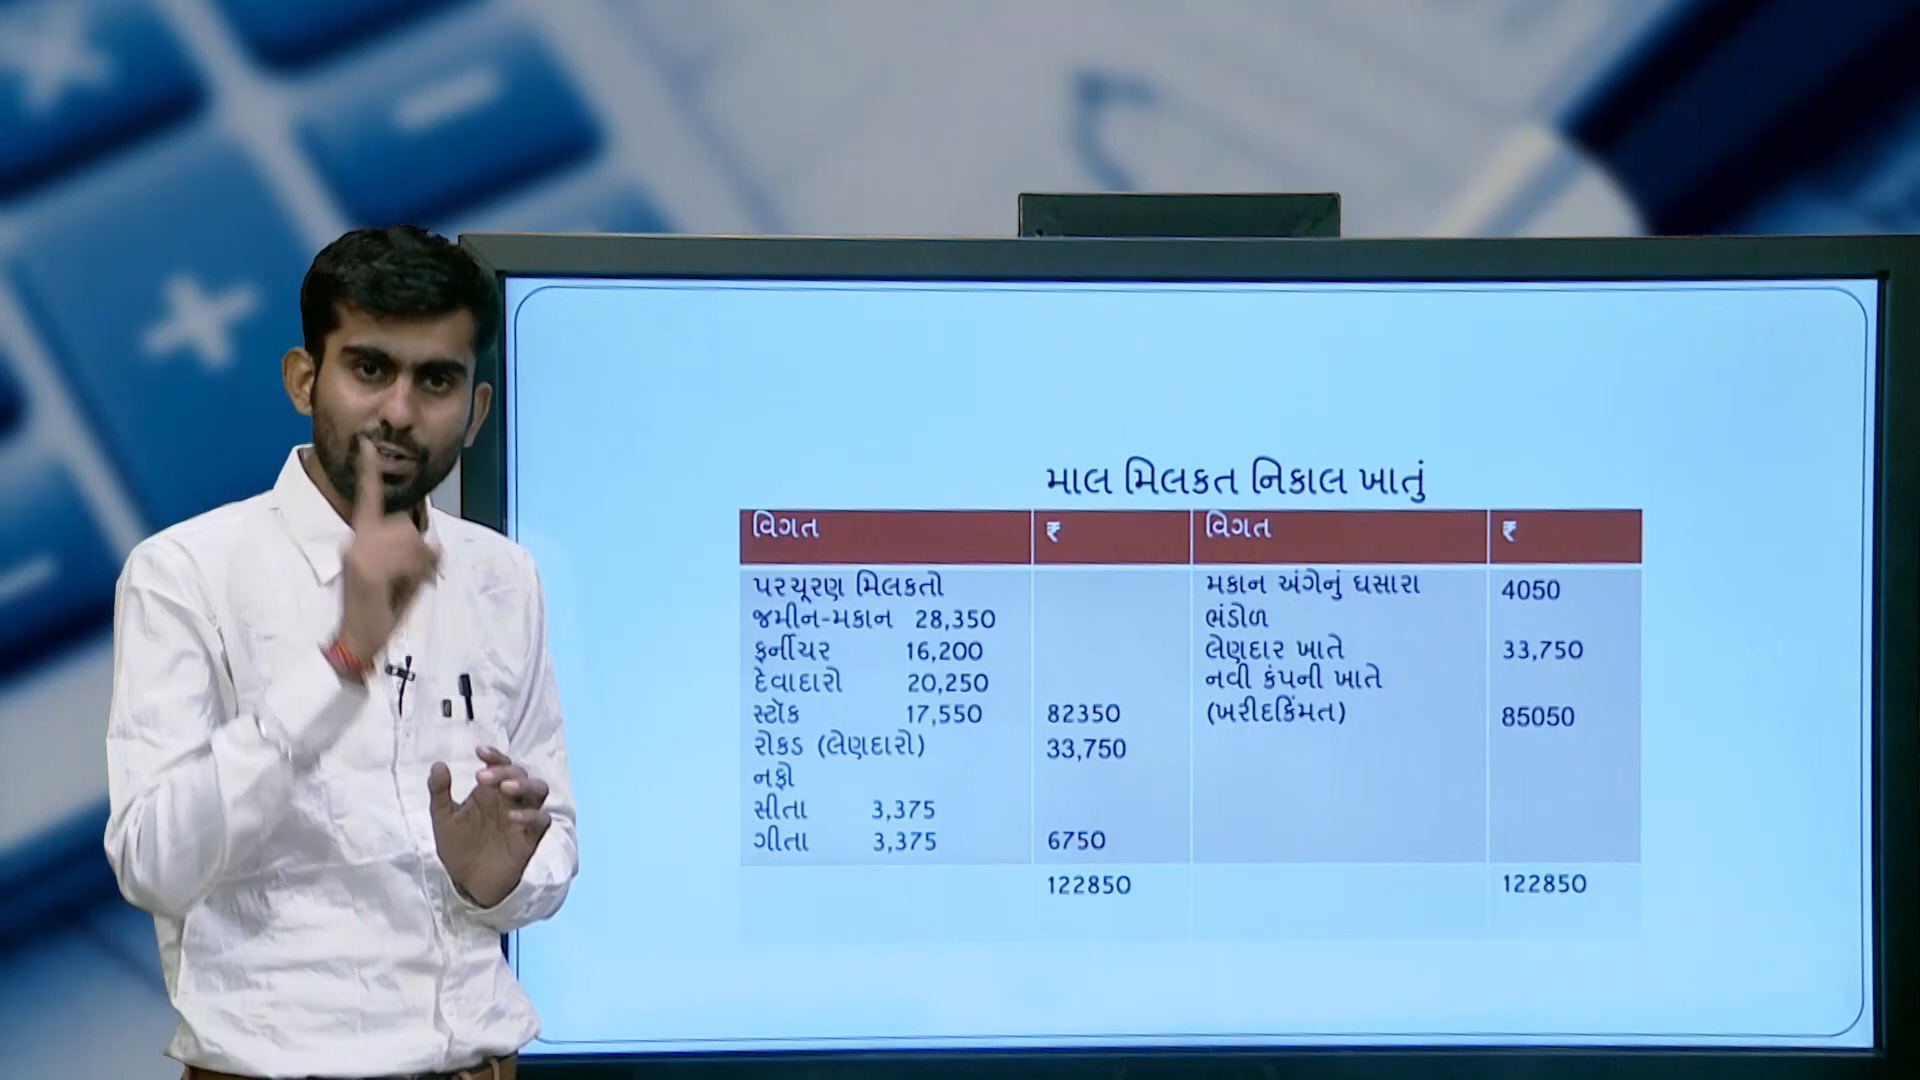 માલ મિલકત નિકાલ ખાતું
વિગત ₹ વિગત ₹
પરચૂરણ મિલકતો મકાન અંગેનું ઘસારા 4050
જમીન-મકાન 28,350 ભંડોળ
ફર્નીચર 16,200 લેણદાર ખાતે 33,750
દેવાદારો 20,250 નવી કંપની ખાતે
સ્ટૉક 17,550 82350 (ખરીદકિંમત) 85050
રોકડ (લેણદારો) 33,750
નફો
સીતા 3,375
ગીતા 3,375 6750
122850 122850